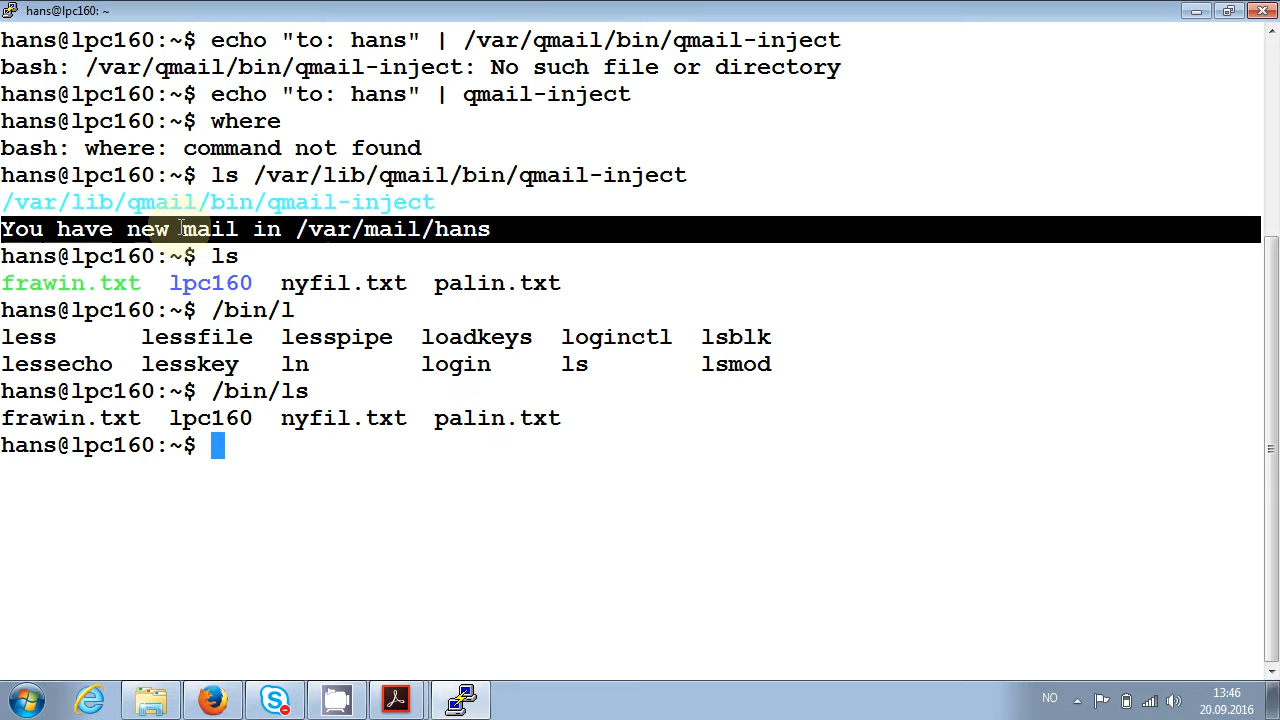 hans@lpc160: ~
hans@lpc160:~$ echo "to: hans" | /var/qmail/bin/qmail-inject
bash: /var/qmail/bin/qmail-inject: No such file or directory
hans@lpc160:~$ echo "to: hans" | qmail-inject
hans@lpc160:~$ where
bash: where: command not found
hans@lpc160:~$ ls /var/lib/qmail/bin/qmail-inject
/var/lib/qmail/bin/qmail-inject
You have new mail in /var/mail/hans
hans@lpc160:~$ ls
frawin.txt  lpc160  nyfil.txt  palin.txt
hans@lpc160:~$ /bin/l
less      lessfile  lesspipe  loadkeys  loginctl  lsblk
lessecho  lesskey   ln        login     ls        lsmod
hans@lpc160:~$ /bin/ls
frawin.txt  lpc160  nyfil.txt  palin.txt
hans@lpc160:~$
NO
13:46
20.09.2016